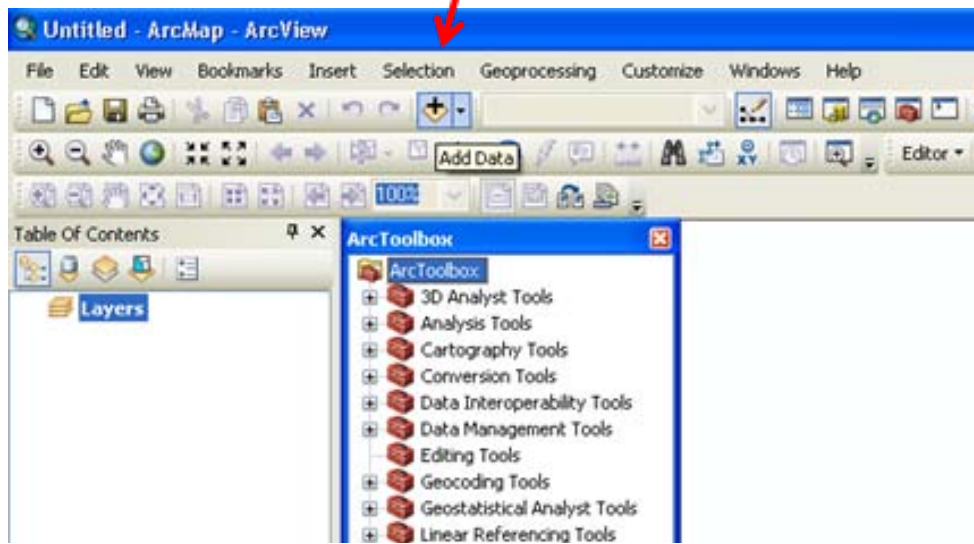 Untitled - ArcMap - ArcView
File Edit View Bookmarks Insert Selection Geoprocessing Customize Windows Help
Add Data
Editor
100%
Table Of Contents
ArcToolbox
ArcToolbox
Layers
3D Analyst Tools
Analysis Tools
Cartography Tools
Conversion Tools
Data Interoperability Tools
Data Management Tools
Editing Tools
Geocoding Tools
Geostatistical Analyst Tools
Linear Referencing Tools